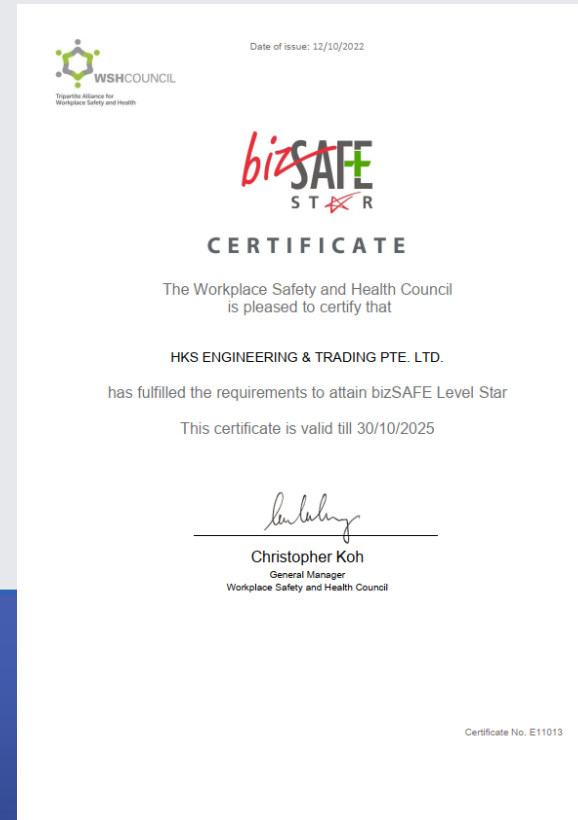 Date of issue: 12/10/2022
WSHCOUNCIL
Tripartite Alliance for
Workplace Safety and Health
bizSAFE
STAR
CERTIFICATE
The Workplace Safety and Health Council
is pleased to certify that
HKS ENGINEERING & TRADING PTE. LTD.
has fulfilled the requirements to attain bizSAFE Level Star
This certificate is valid till 30/10/2025
Christopher Koh
General Manager
Workplace Safety and Health Council
Certificate No. E11013